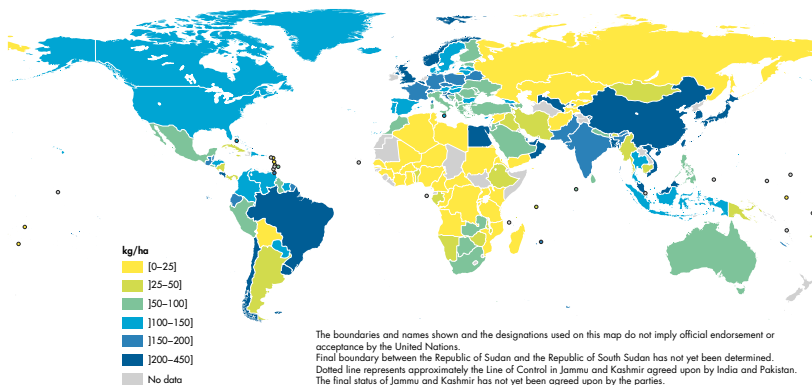 kg/ha
[0–25]
]25–50]
]50–100]
]100–150]
]150–200]
]200–450]
No data
The boundaries and names shown and the designations used on this map do not imply official endorsement or
acceptance by the United Nations.
Final boundary between the Republic of Sudan and the Republic of South Sudan has not yet been determined.
Dotted line represents approximately the Line of Control in Jammu and Kashmir agreed upon by India and Pakistan.
The final status of Jammu and Kashmir has not yet been agreed upon by the parties.